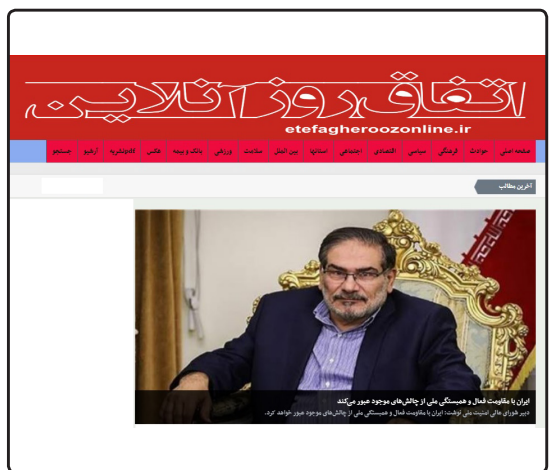 اتفاق روز آنلاین
etefagheroozonline.ir
صفحه اصلی حوادث فرهنگی سیاسی اقتصادی اجتماعی استانها بین الملل سلامت ورزشی بانک و بیمه عکس pdfنشریه آرشیو جستجو
آخرین مطالب
ایران با مقاومت فعال و همبستگی ملی از چالش‌های موجود عبور می‌کند
دبیر شورای عالی امنیت ملی نوشت: ایران با مقاومت فعال و همبستگی ملی از چالش‌های موجود عبور خواهد کرد.